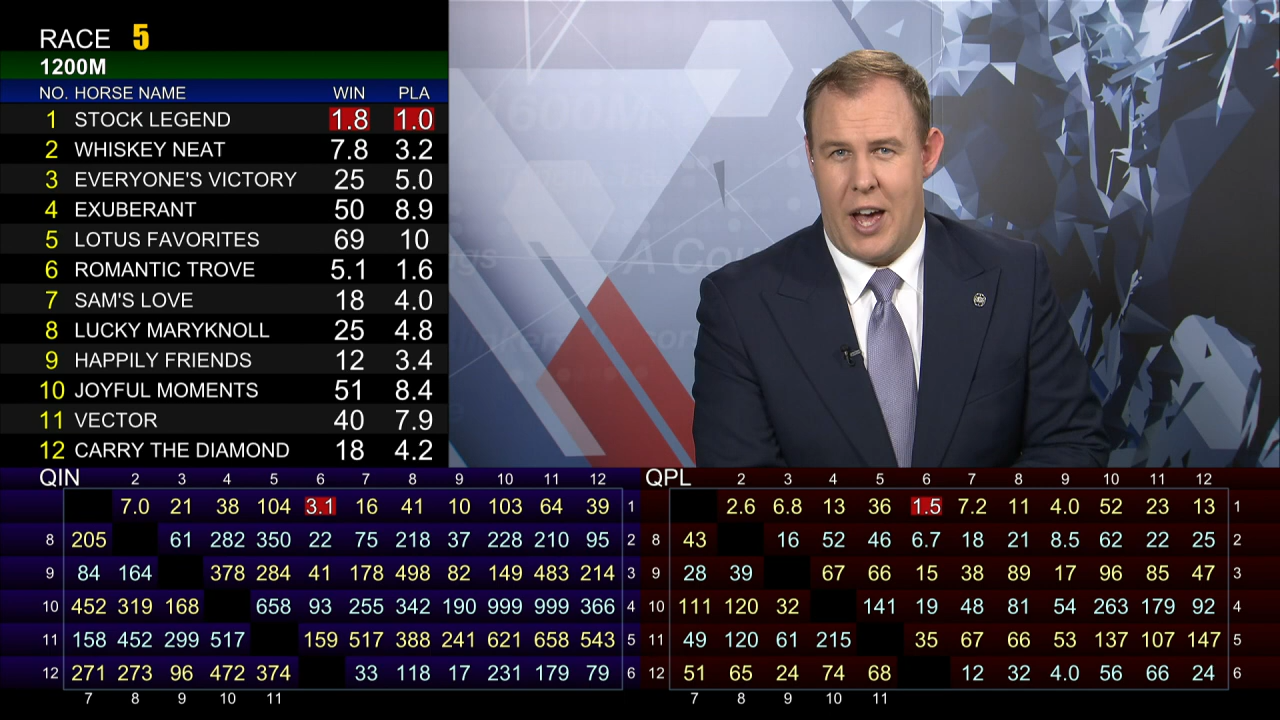 RACE 5
1200M
NO. HORSE NAME WIN PLA
1 STOCK LEGEND 1.8 1.0
2 WHISKEY NEAT 7.8 3.2
3 EVERYONE'S VICTORY 25 5.0
4 EXUBERANT 50 8.9
5 LOTUS FAVORITES 69 10
6 ROMANTIC TROVE 5.1 1.6
7 SAM'S LOVE 18 4.0
8 LUCKY MARYKNOLL 25 4.8
9 HAPPILY FRIENDS 12 3.4
10 JOYFUL MOMENTS 51 8.4
11 VECTOR 40 7.9
12 CARRY THE DIAMOND 18 4.2
A Co
QIN 2 3 4 5 6 7 8 9 10 11 12
7.0 21 38 104 3.1 16 41 10 103 64 39 1
8 205 61 282 350 22 75 218 37 228 210 95 2
9 84 164 378 284 41 178 498 82 149 483 214 3
10 452 319 168 658 93 255 342 190 999 999 366 4
11 158 452 299 517 159 517 388 241 621 658 543 5
12 271 273 96 472 374 33 118 17 231 179 79 6
7 8 9 10 11
QPL 2 3 4 5 6 7 8 9 10 11 12
2.6 6.8 13 36 1.5 7.2 11 4.0 52 23 13 1
8 43 16 52 46 6.7 18 21 8.5 62 22 25 2
9 28 39 67 66 15 38 89 17 96 85 47 3
10 111 120 32 141 19 48 81 54 263 179 92 4
11 49 120 61 215 35 67 66 53 137 107 147 5
12 51 65 24 74 68 12 32 4.0 56 66 24 6
7 8 9 10 11